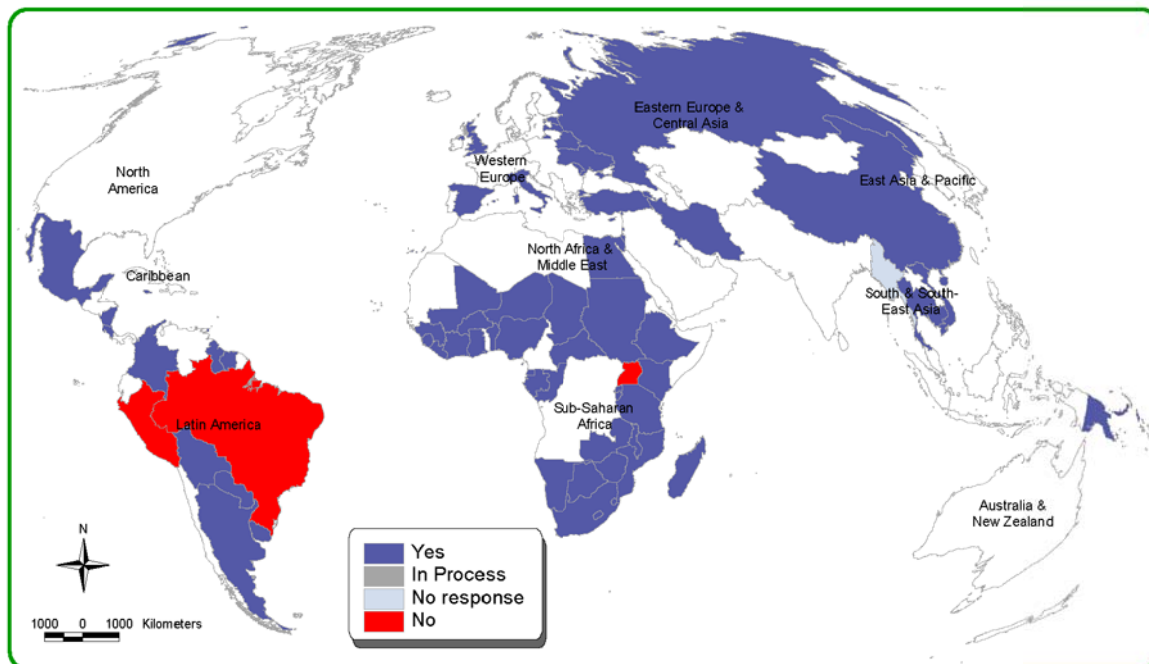 Eastern Europe &
Central Asia
North
America
Western
Europe
East Asia & Pacific
North Africa &
Middle East
Caribbean
South & South-
East Asia
Sub-Saharan
Africa
Latin America
Australia &
New Zealand
N
1000 0 1000 Kilometers
Yes
In Process
No response
No